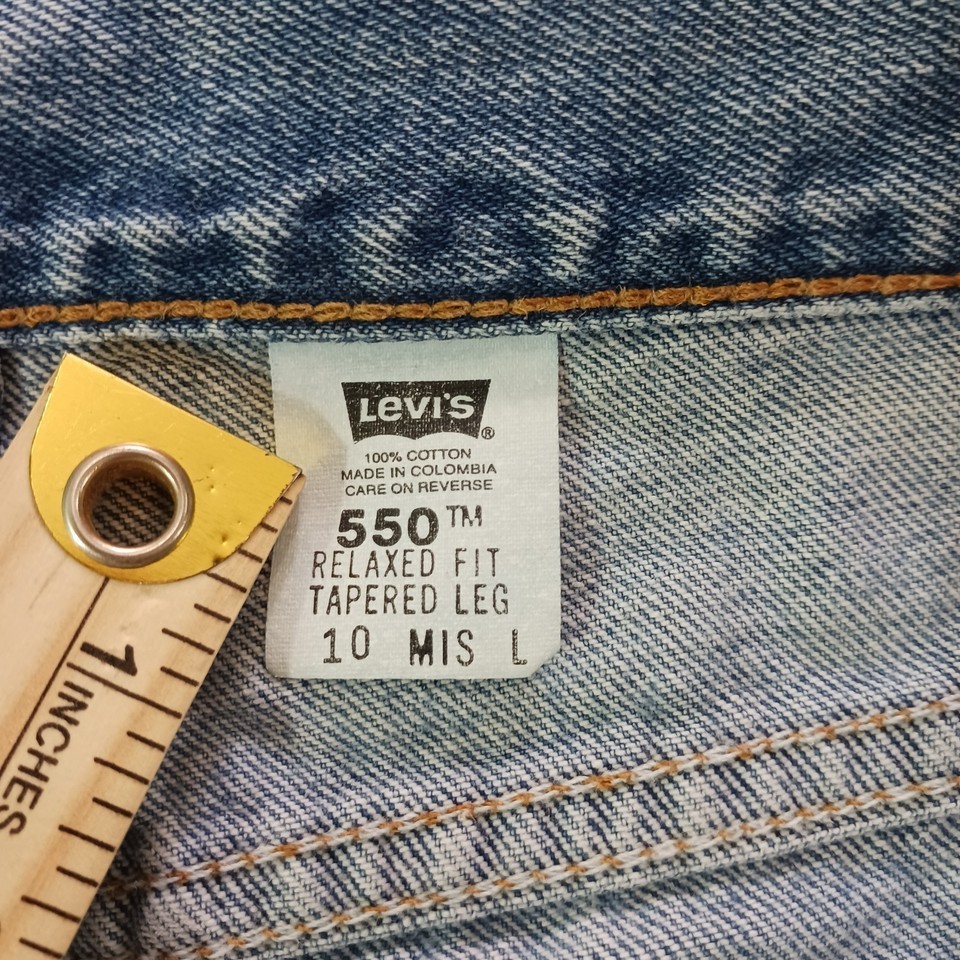 LEVI'S®
100% COTTON
MADE IN COLOMBIA
CARE ON REVERSE
550™
RELAXED FIT
TAPERED LEG
10 MIS L
1
INCHES